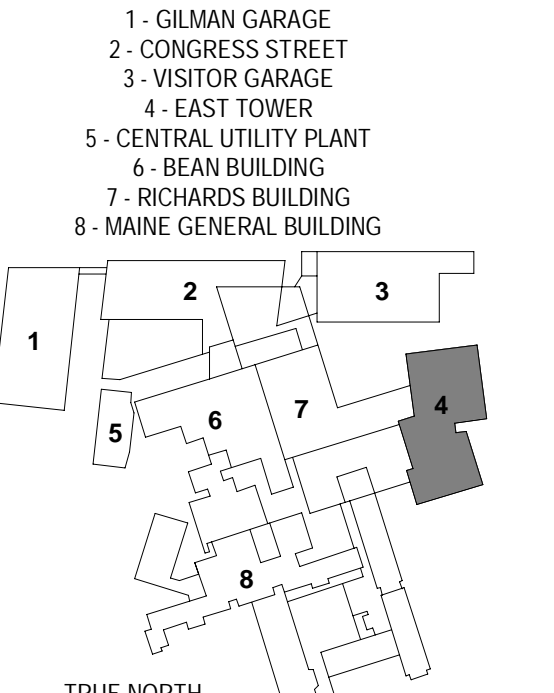 1 - GILMAN GARAGE
2 - CONGRESS STREET
3 - VISITOR GARAGE
4 - EAST TOWER
5 - CENTRAL UTILITY PLANT
6 - BEAN BUILDING
7 - RICHARDS BUILDING
8 - MAINE GENERAL BUILDING
2
3
1
4
7
6
5
8
TRUE NORTH